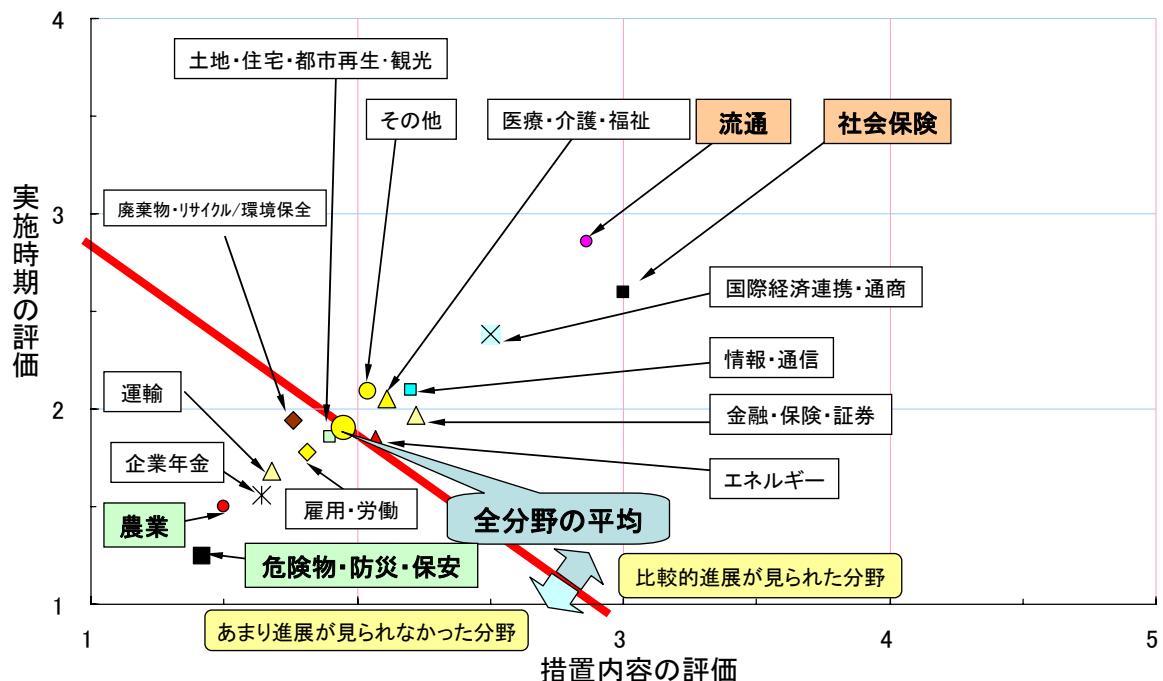 4
土地・住宅・都市再生・観光
その他
医療・介護・福祉
流通
社会保険
実施時期の評価
廃棄物・ﾘｻｲｸﾙ/環境保全
3
国際経済連携・通商
情報・通信
運輸
2
金融・保険・証券
企業年金
エネルギー
雇用・労働
農業
全分野の平均
危険物・防災・保安
比較的進展が見られた分野
1
あまり進展が見られなかった分野
1
3
4
5
措置内容の評価